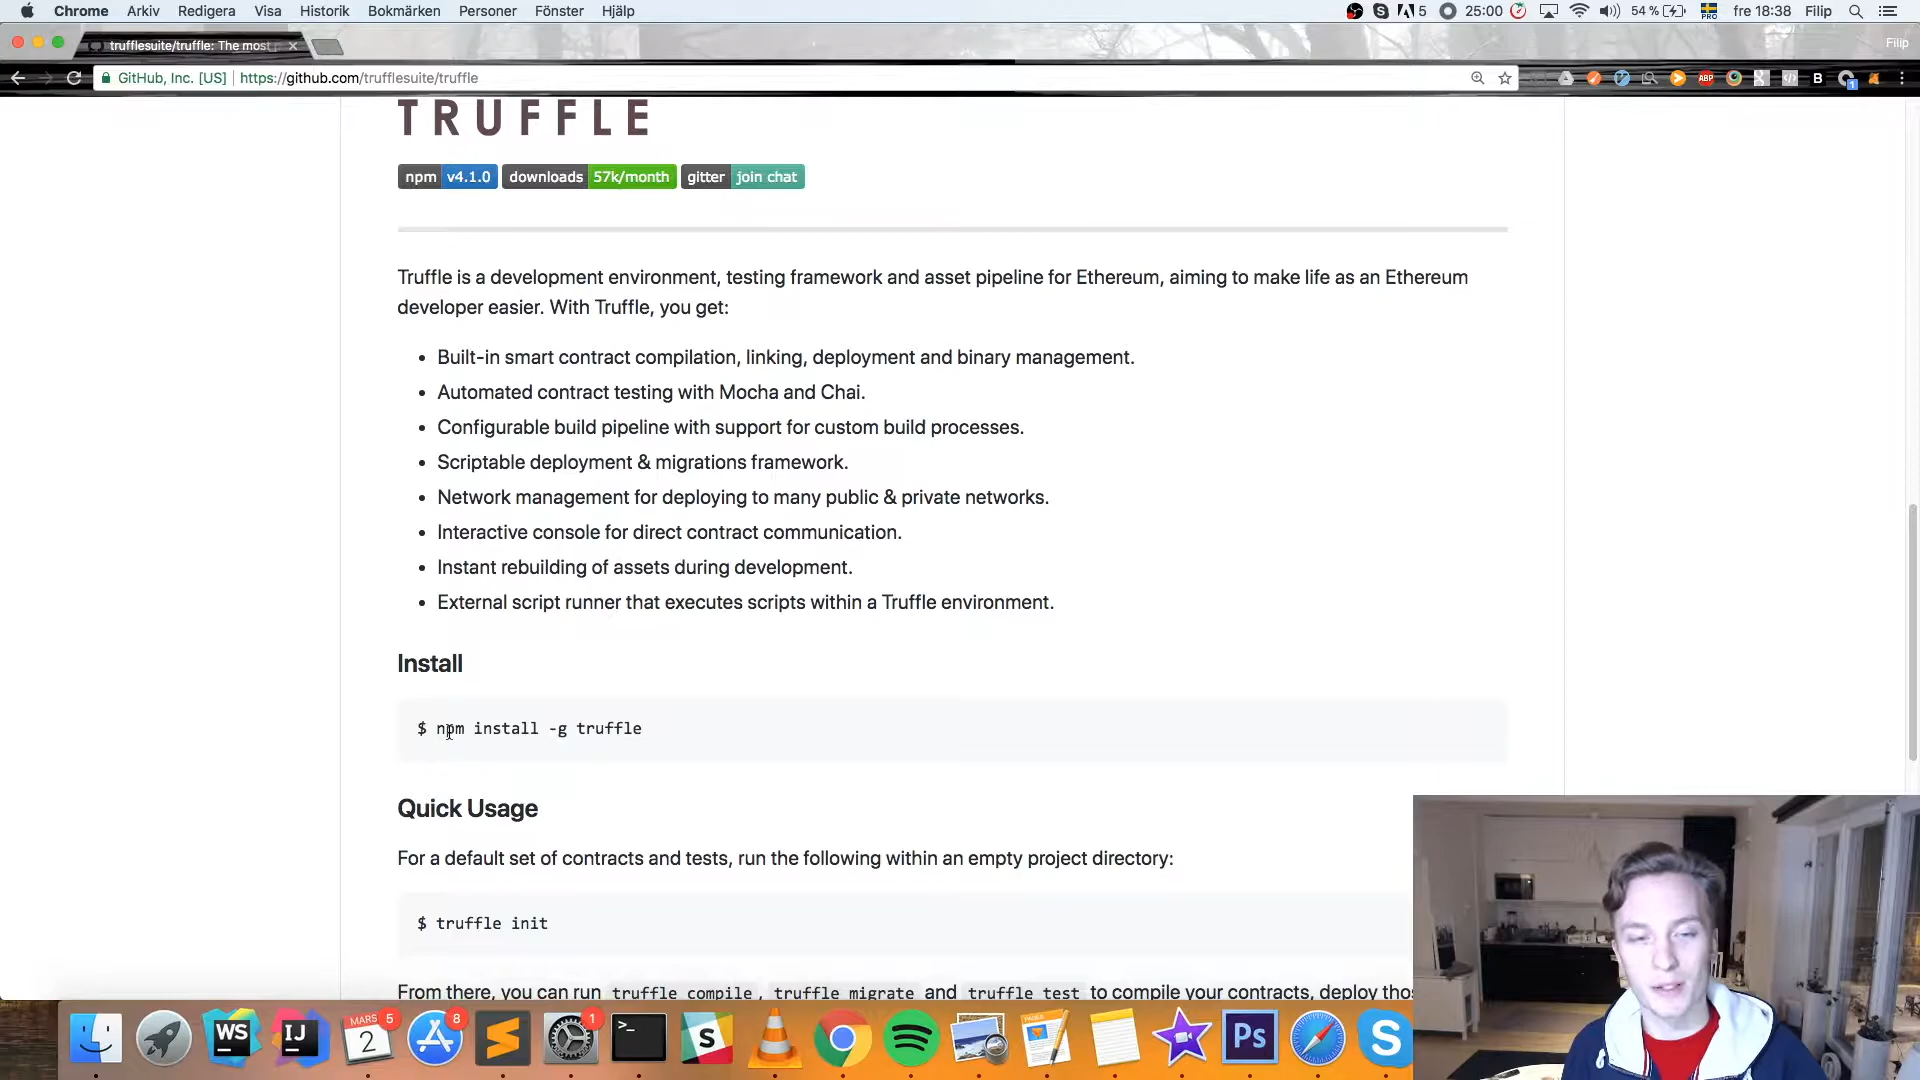 Chrome Arkiv Redigera Visa Historik Bokmärken Personer Fönster Hjälp 5 25:00 54 % PRO fre 18:38 Filip
trufflesuite/truffle: The most
Filip
GitHub, Inc. [US] https://github.com/trufflesuite/truffle ABP B 1
TRUFFLE
npm v4.1.0 downloads 57k/month gitter join chat
Truffle is a development environment, testing framework and asset pipeline for Ethereum, aiming to make life as an Ethereum
developer easier. With Truffle, you get:
• Built-in smart contract compilation, linking, deployment and binary management.
• Automated contract testing with Mocha and Chai.
• Configurable build pipeline with support for custom build processes.
• Scriptable deployment & migrations framework.
• Network management for deploying to many public & private networks.
• Interactive console for direct contract communication.
• Instant rebuilding of assets during development.
• External script runner that executes scripts within a Truffle environment.
Install
$ npm install -g truffle
Quick Usage
For a default set of contracts and tests, run the following within an empty project directory:
$ truffle init
From there, you can run truffle compile, truffle migrate and truffle test to compile your contracts, deploy thos
WS IJ MARS 2 5 8 S 1 >_ S Ps S